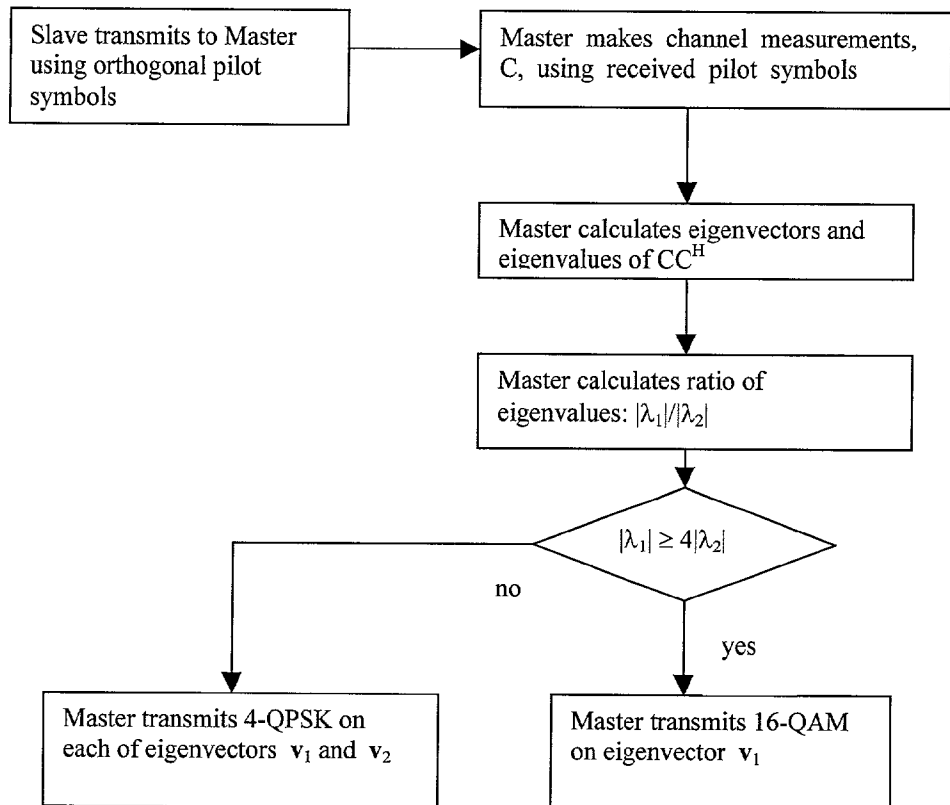 Slave transmits to Master
using orthogonal pilot
symbols
Master makes channel measurements,
C, using received pilot symbols
Master calculates eigenvectors and
eigenvalues of CCᴴ
Master calculates ratio of
eigenvalues: |λ₁|/|λ₂|
|λ₁| ≥ 4|λ₂|
no
yes
Master transmits 4-QPSK on
each of eigenvectors v₁ and v₂
Master transmits 16-QAM
on eigenvector v₁